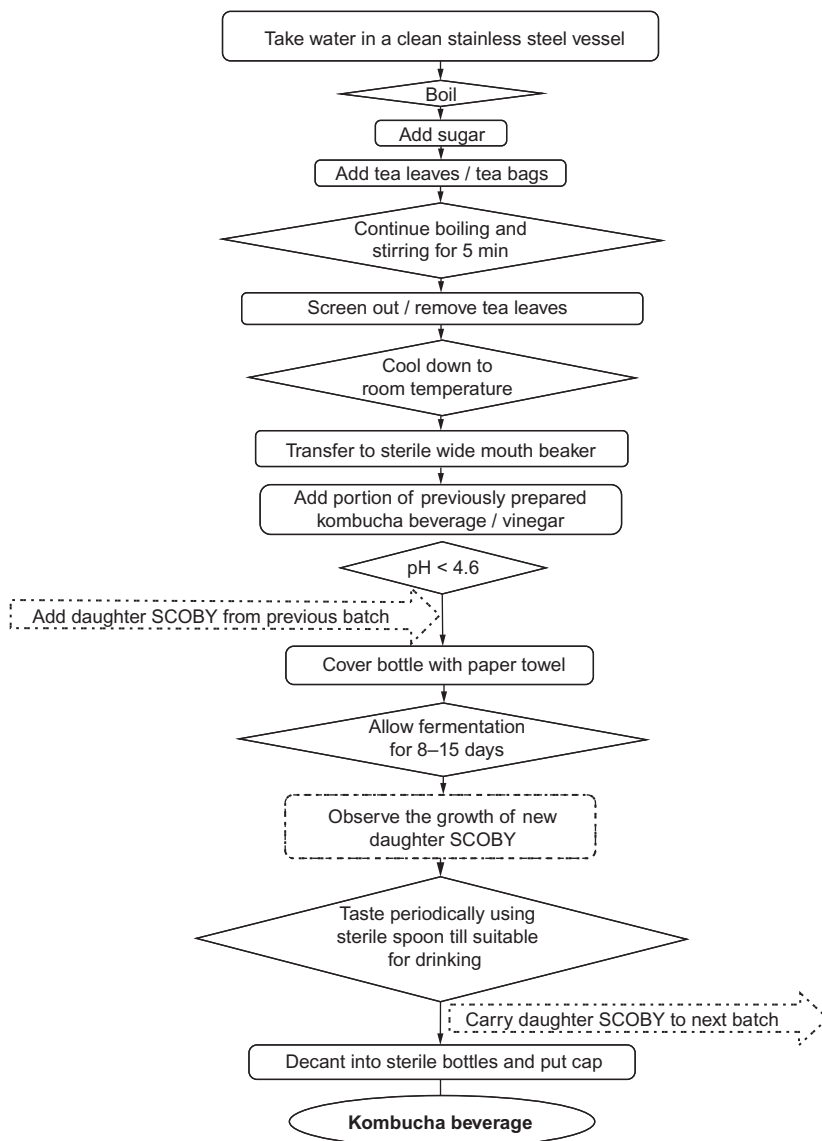 Take water in a clean stainless steel vessel
Boil
Add sugar
Add tea leaves / tea bags
Continue boiling and
stirring for 5 min
Screen out / remove tea leaves
Cool down to
room temperature
Transfer to sterile wide mouth beaker
Add portion of previously prepared
kombucha beverage / vinegar
pH < 4.6
Add daughter SCOBY from previous batch
Cover bottle with paper towel
Allow fermentation
for 8–15 days
Observe the growth of new
daughter SCOBY
Taste periodically using
sterile spoon till suitable
for drinking
Carry daughter SCOBY to next batch
Decant into sterile bottles and put cap
Kombucha beverage